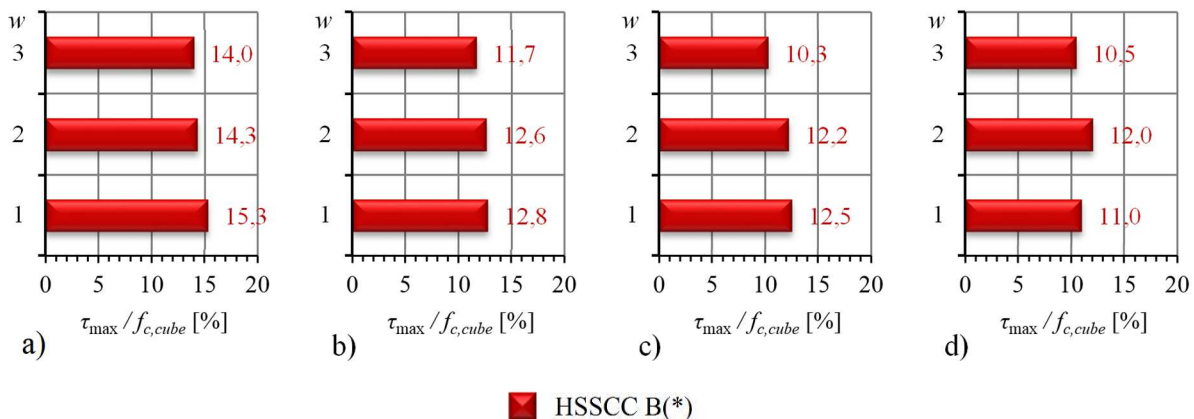 w
3
14,0
2
14,3
1
15,3
0 5 10 15 20
τmax / fc,cube [%]
a)
w
3
11,7
2
12,6
1
12,8
0 5 10 15 20
τmax / fc,cube [%]
b)
w
3
10,3
2
12,2
1
12,5
0 5 10 15 20
τmax / fc,cube [%]
c)
w
3
10,5
2
12,0
1
11,0
0 5 10 15 20
τmax / fc,cube [%]
d)
HSSCC B(*)